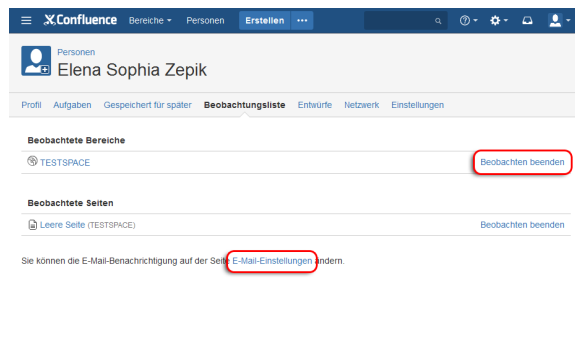 Confluence Bereiche Personen Erstellen ···
Personen
Elena Sophia Zepik
Profil Aufgaben Gespeichert für später Beobachtungsliste Entwürfe Netzwerk Einstellungen
Beobachtete Bereiche
TESTSPACE Beobachten beenden
Beobachtete Seiten
Leere Seite (TESTSPACE) Beobachten beenden
Sie können die E-Mail-Benachrichtigung auf der Seite E-Mail-Einstellungen ändern.